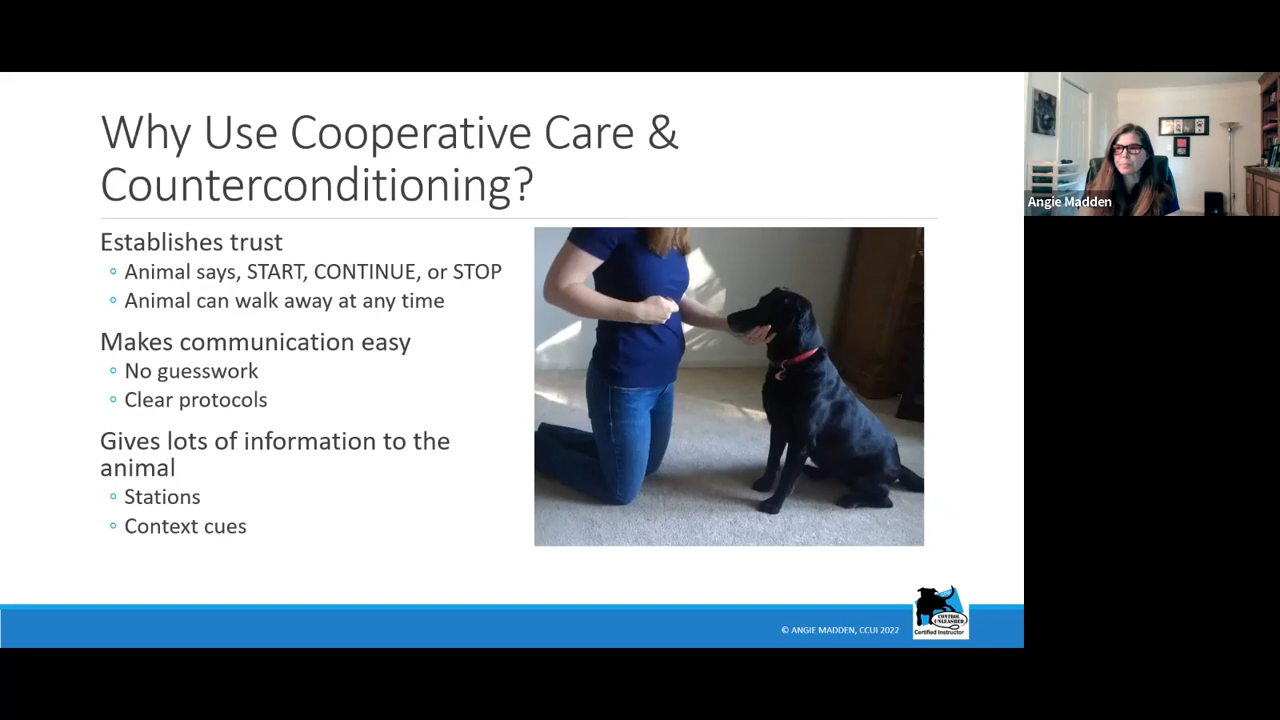 Why Use Cooperative Care &
Counterconditioning?
Establishes trust
◦ Animal says, START, CONTINUE, or STOP
◦ Animal can walk away at any time
Makes communication easy
◦ No guesswork
◦ Clear protocols
Gives lots of information to the
animal
◦ Stations
◦ Context cues
© ANGIE MADDEN, CCUI 2022
CONTROL
UNLEASHED
Certified Instructor
Angie Madden